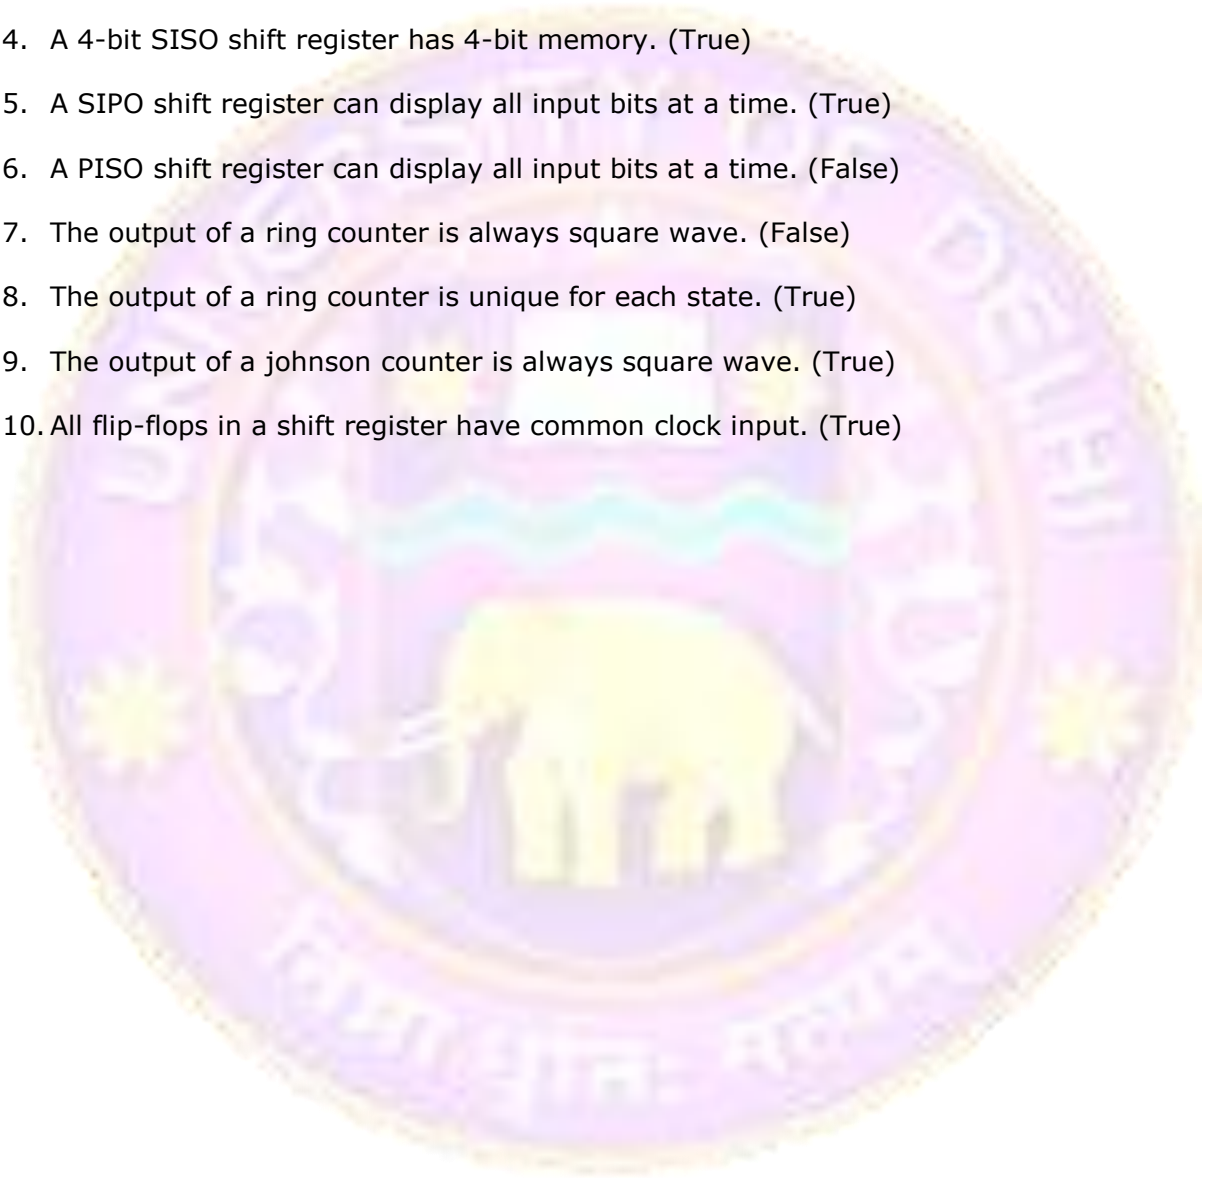 4. A 4-bit SISO shift register has 4-bit memory. (True)
5. A SIPO shift register can display all input bits at a time. (True)
6. A PISO shift register can display all input bits at a time. (False)
7. The output of a ring counter is always square wave. (False)
8. The output of a ring counter is unique for each state. (True)
9. The output of a johnson counter is always square wave. (True)
10. All flip-flops in a shift register have common clock input. (True)
UNIVERSITY OF DELHI